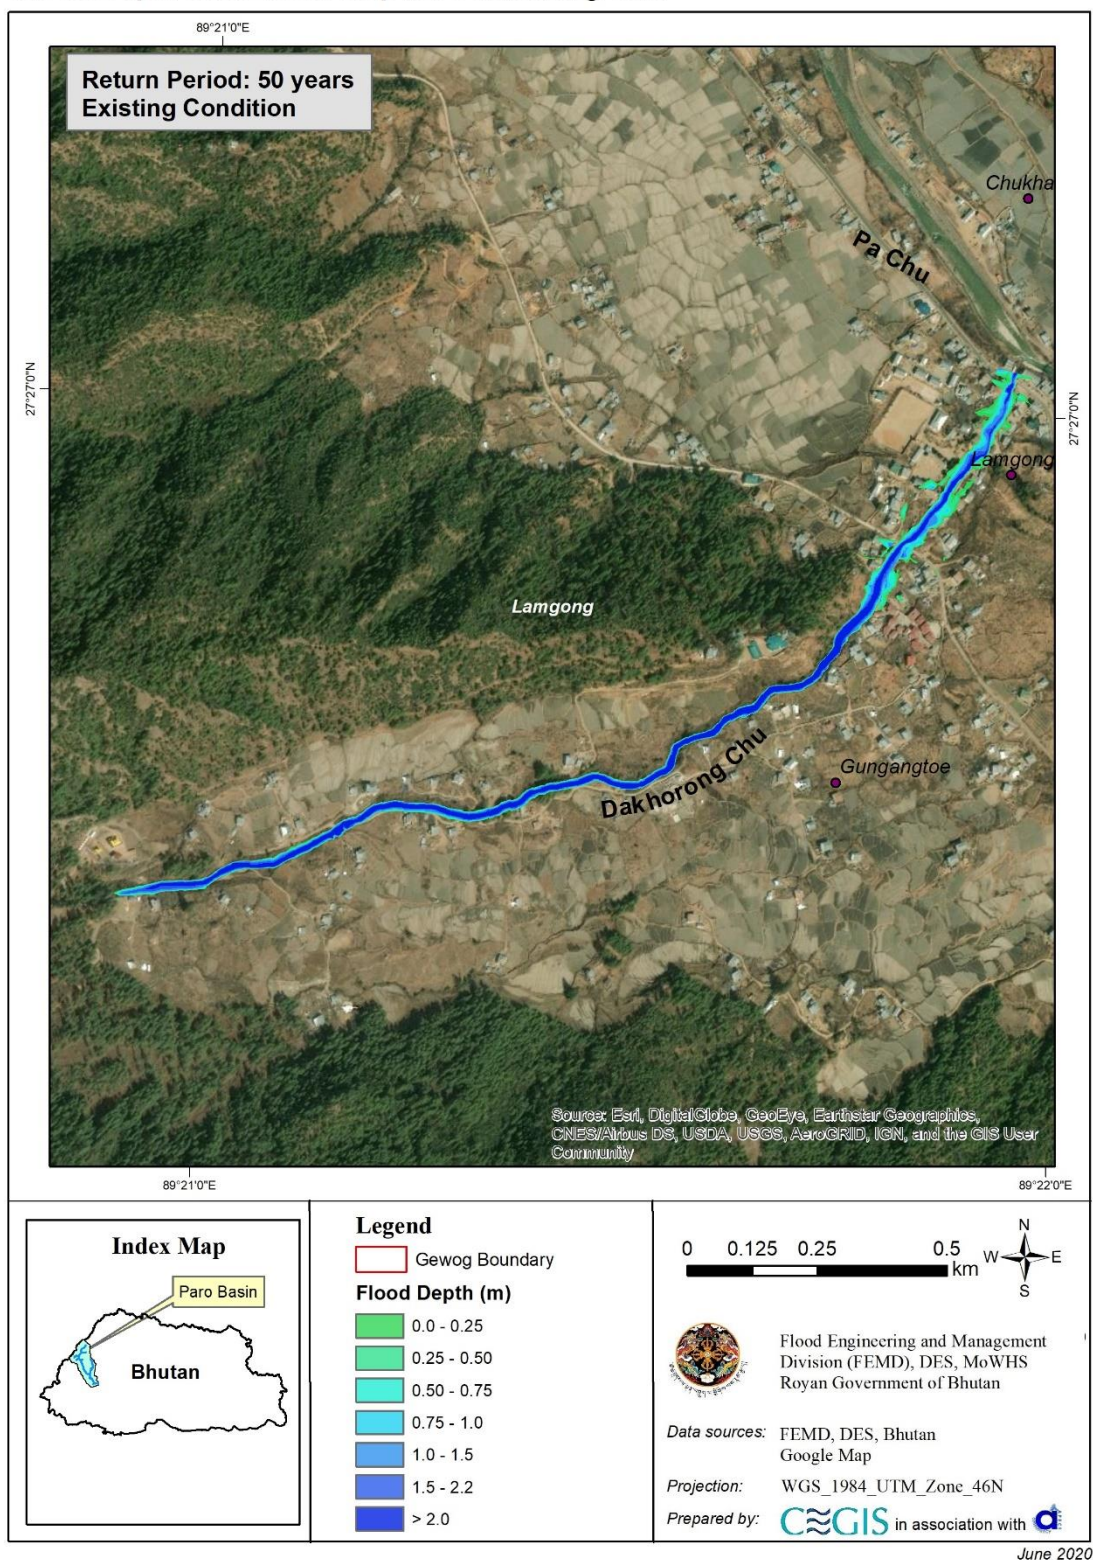 89°21'0"E
Return Period: 50 years
Existing Condition
Chukha
Pa Chu
27°27'0"N
27°27'0"N
Lamgong
Lamgong
Dakhorong Chu
Gungangtoe
Source: Esri, DigitalGlobe, GeoEye, Earthstar Geographics,
CNES/Airbus DS, USDA, USGS, AeroGRID, IGN, and the GIS User
Community
89°21'0"E
89°22'0"E
Index Map
Paro Basin
Bhutan
Legend
Gewog Boundary
Flood Depth (m)
0.0 - 0.25
0.25 - 0.50
0.50 - 0.75
0.75 - 1.0
1.0 - 1.5
1.5 - 2.2
> 2.0
0 0.125 0.25 0.5
km
N
W E
S
Flood Engineering and Management
Division (FEMD), DES, MoWHS
Royan Government of Bhutan
Data sources: FEMD, DES, Bhutan
Google Map
Projection: WGS_1984_UTM_Zone_46N
Prepared by: CEGIS in association with
June 2020